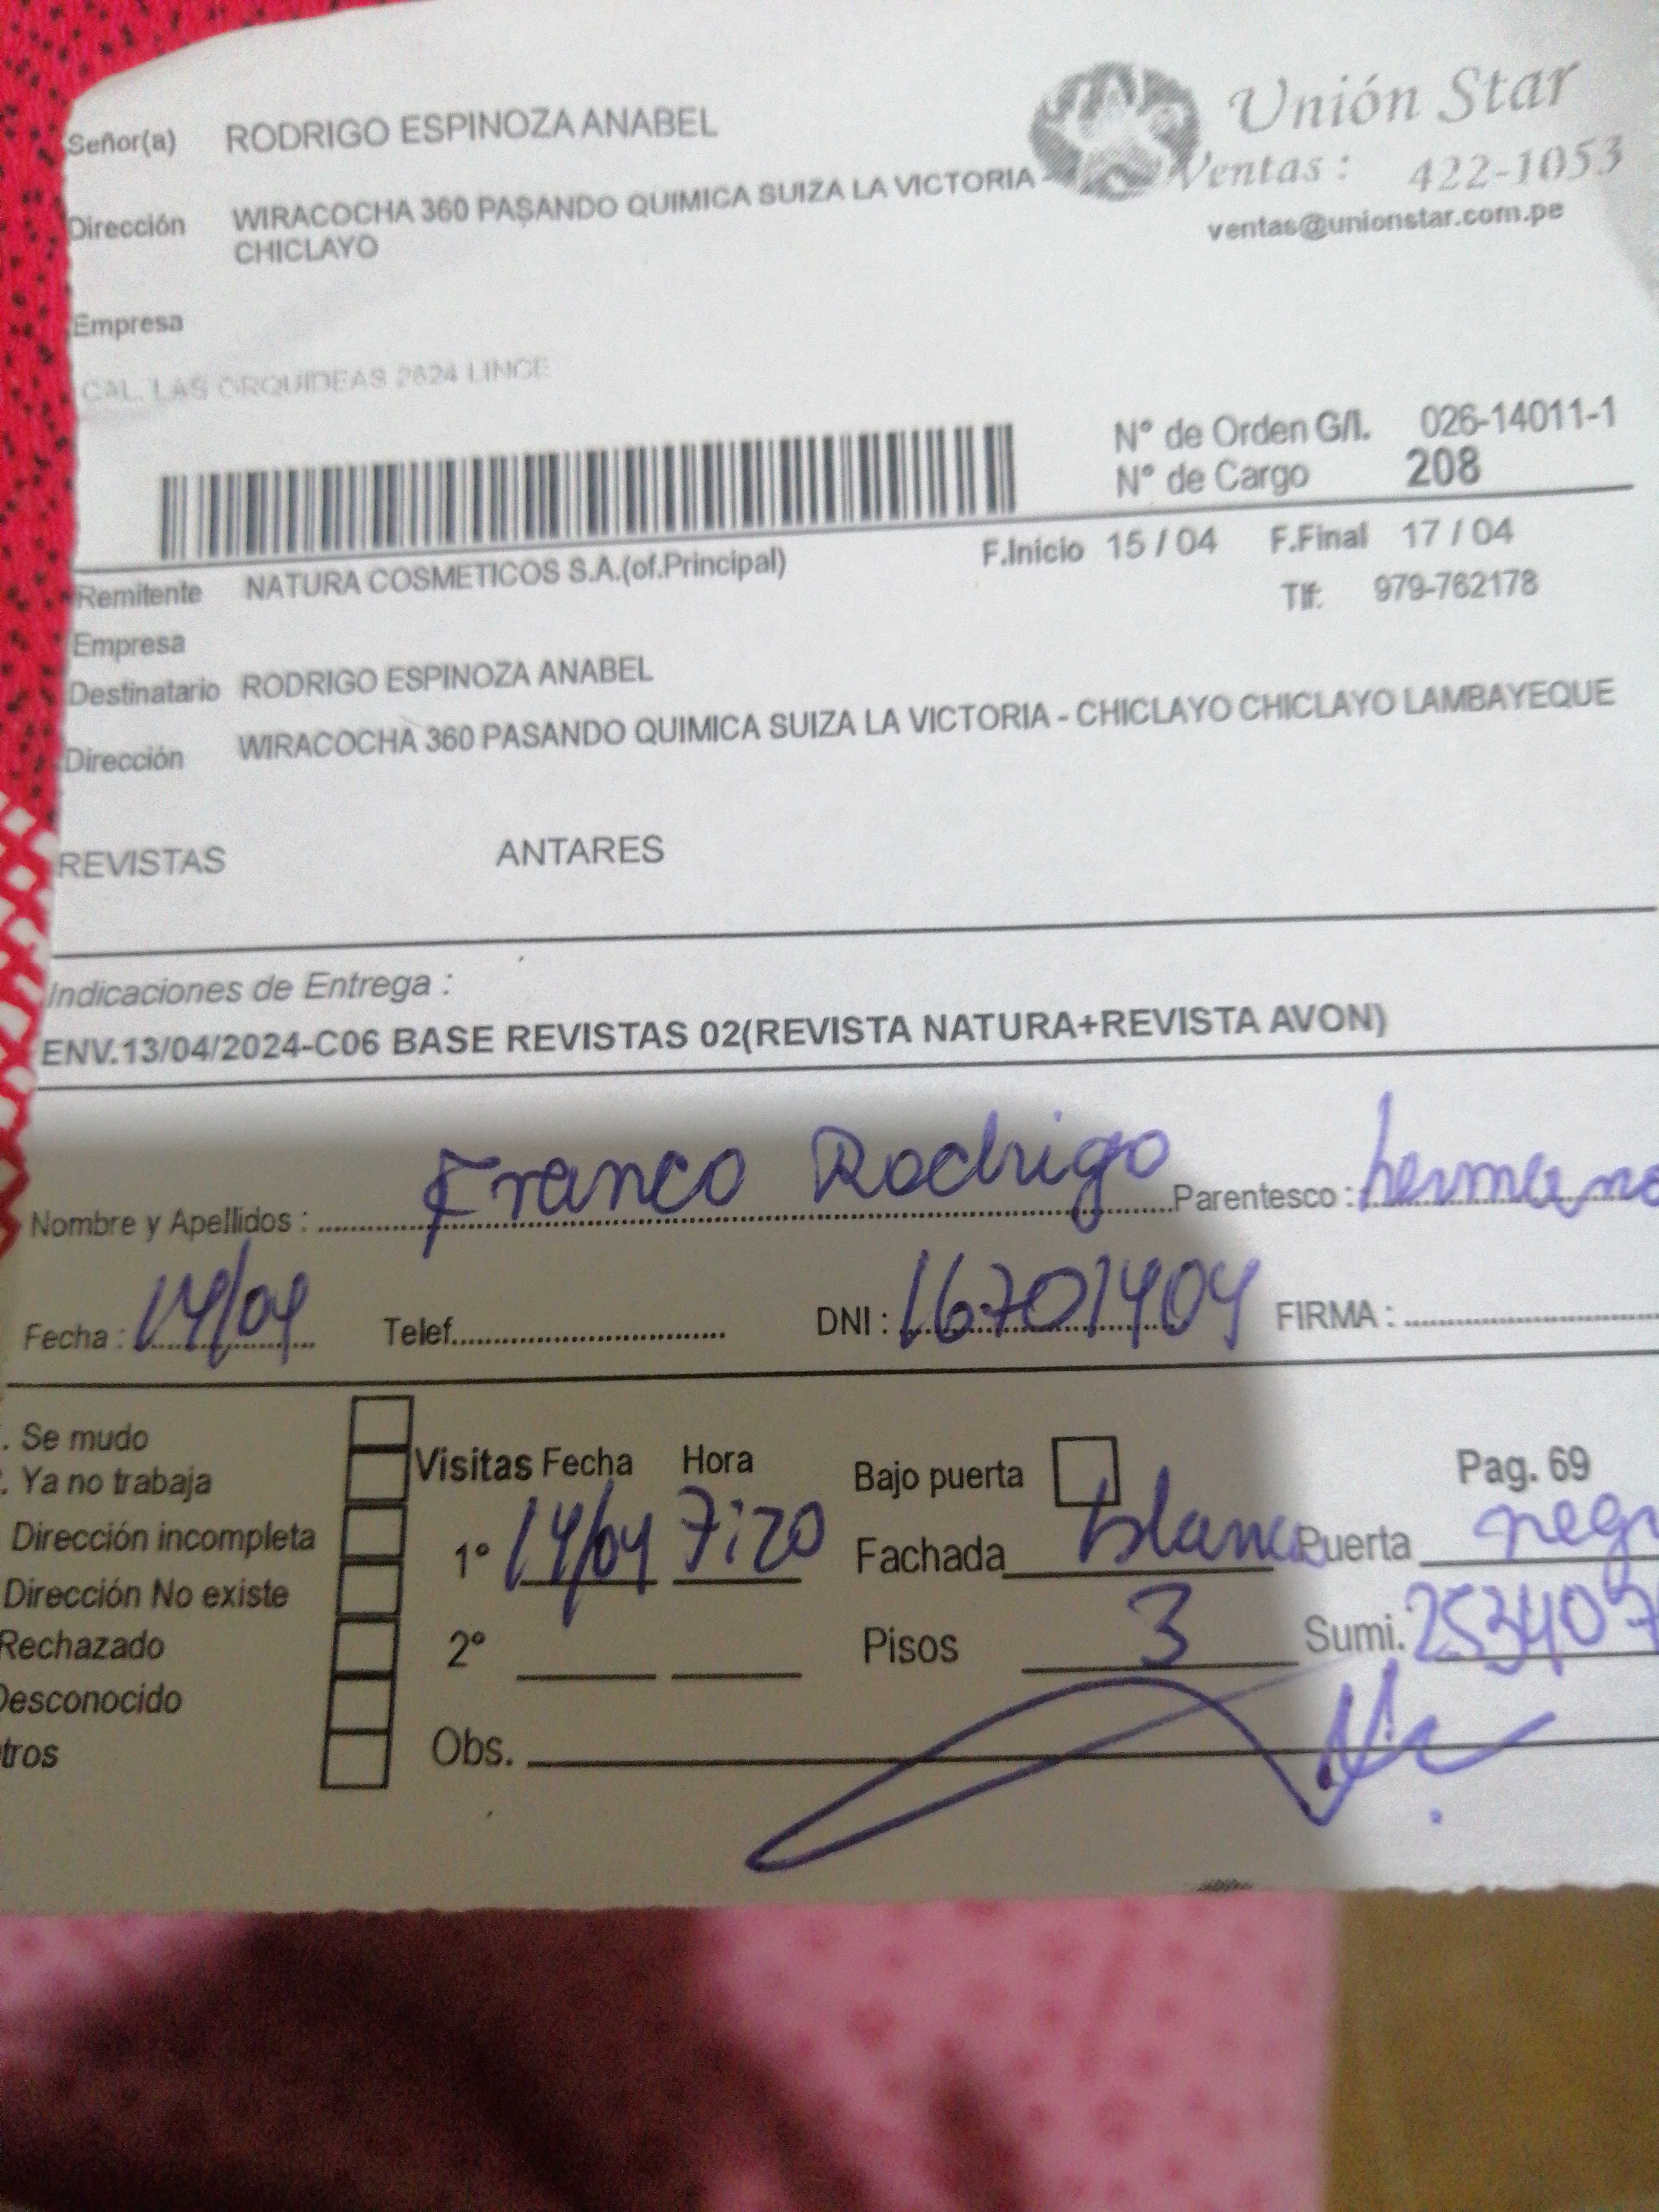 Señor(a) RODRIGO ESPINOZA ANABEL
Unión Star
Ventas : 422-1053
ventas@unionstar.com.pe
Dirección WIRACOCHA 360 PASANDO QUIMICA SUIZA LA VICTORIA -
CHICLAYO
Empresa
CAL. LAS ORQUIDEAS 2624 LINCE
N° de Orden G/I. 026-14011-1
N° de Cargo 208
F.Inicio 15 / 04 F.Final 17 / 04
Remitente NATURA COSMETICOS S.A.(of.Principal)
Tlf: 979-762178
Empresa
Destinatario RODRIGO ESPINOZA ANABEL
Dirección WIRACOCHA 360 PASANDO QUIMICA SUIZA LA VICTORIA - CHICLAYO CHICLAYO LAMBAYEQUE
REVISTAS ANTARES
Indicaciones de Entrega :
ENV.13/04/2024-C06 BASE REVISTAS 02(REVISTA NATURA+REVISTA AVON)
Nombre y Apellidos : Franco Rodrigo Parentesco : hermano
Fecha : 14/04 Telef. DNI : 16701404 FIRMA :
. Se mudo
. Ya no trabaja
Dirección incompleta
Dirección No existe
Rechazado
Desconocido
tros
Visitas Fecha Hora
1° 14/04 7:20
2°
Obs.
Bajo puerta Pag. 69
Fachada blanca Puerta negr
Pisos 3 Sumi. 253407